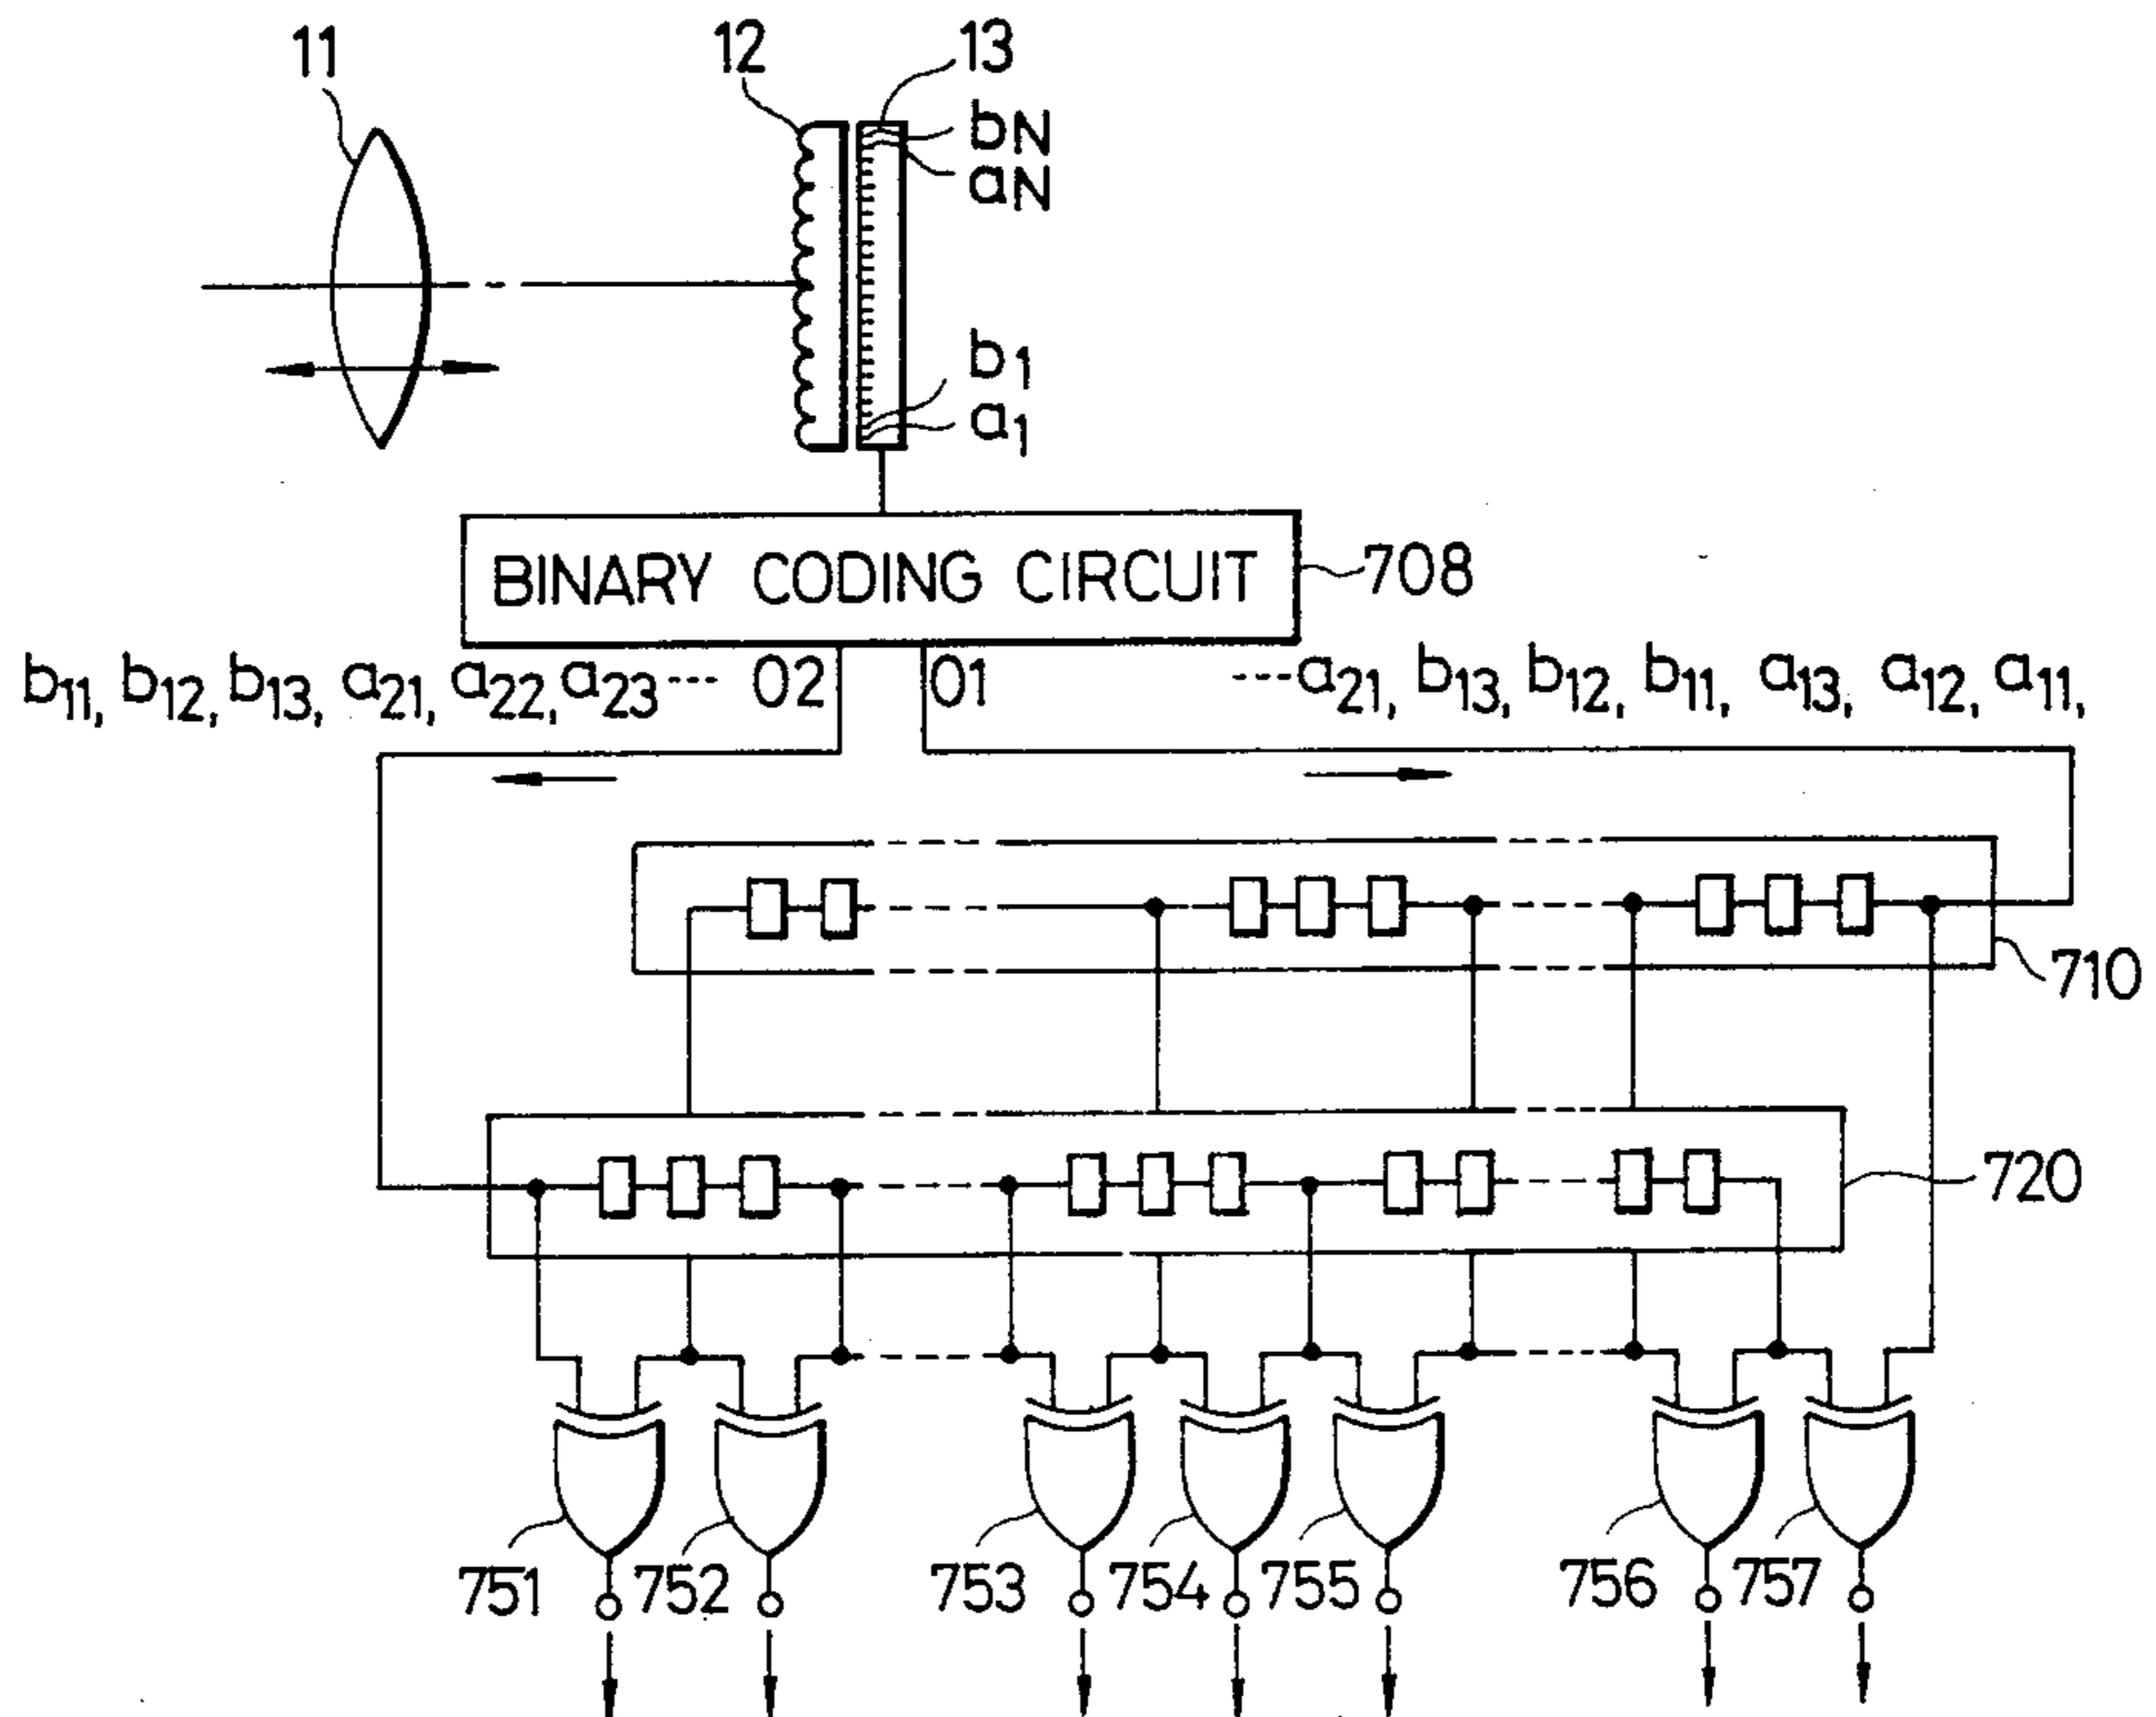 11
12
13
bN
aN
b1
a1
BINARY CODING CIRCUIT
708
b11, b12, b13, a21, a22, a23---
02
01
---a21, b13, b12, b11, a13, a12, a11,
710
720
751
752
753
754
755
756
757